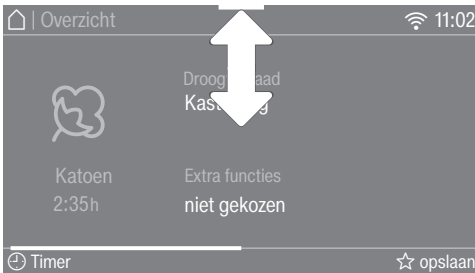 | Overzicht 11:02
Katoen
2:35h
Extra functies
niet gekozen
Timer opslaan